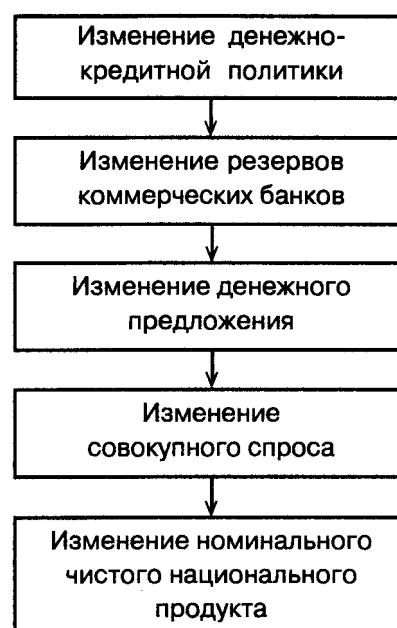 Изменение денежно-
кредитной политики
Изменение резервов
коммерческих банков
Изменение денежного
предложения
Изменение
совокупного спроса
Изменение номинального
чистого национального
продукта